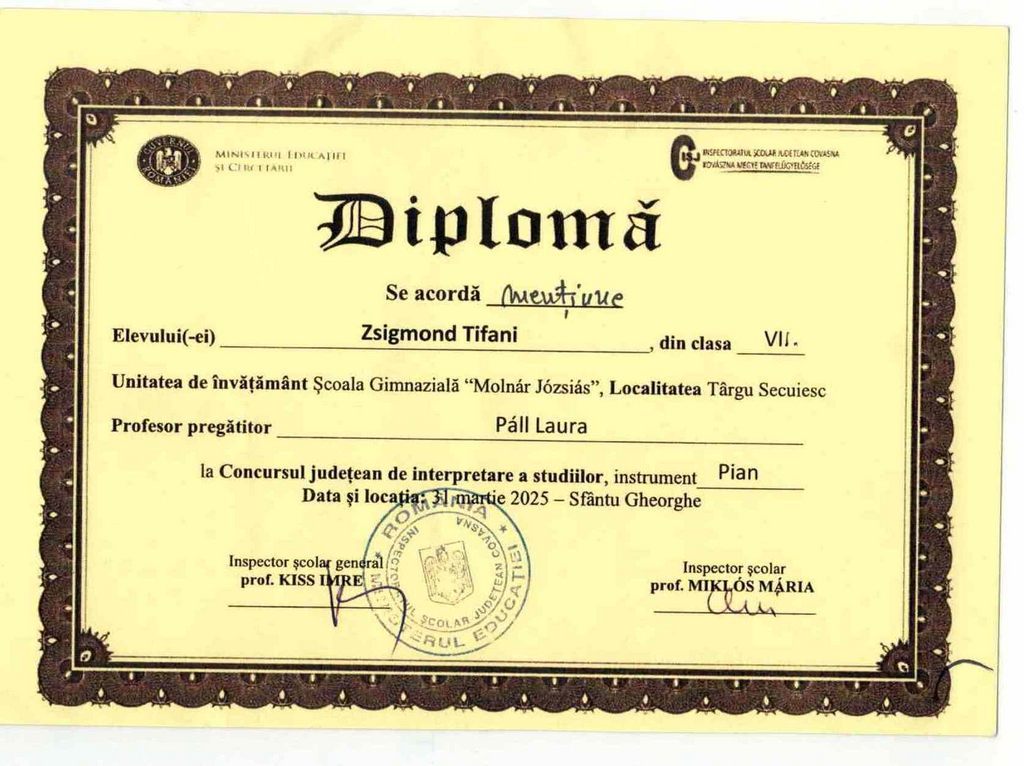 GUVERNUL ROMÂNIEI
MINISTERUL EDUCAȚIEI
ȘI CERCETĂRII
CISJ
INSPECTORATUL ȘCOLAR JUDEȚEAN COVASNA
KOVÁSZNA MEGYE TANFELÜGYELŐSÉGE
Diplomă
Se acordă mențiune
Elevului(-ei) Zsigmond Tifani, din clasa VII.
Unitatea de învățământ Școala Gimnazială “Molnár Józsiás”, Localitatea Târgu Secuiesc
Profesor pregătitor Páll Laura
la Concursul județean de interpretare a studiilor, instrument Pian
Data și locația: 31 martie 2025 – Sfântu Gheorghe
Inspector școlar general
prof. KISS IMRE
Inspector școlar
prof. MIKLÓS MÁRIA
ROMÂNIA
MINISTERUL EDUCAȚIEI
INSPECTORATUL ȘCOLAR JUDEȚEAN COVASNA